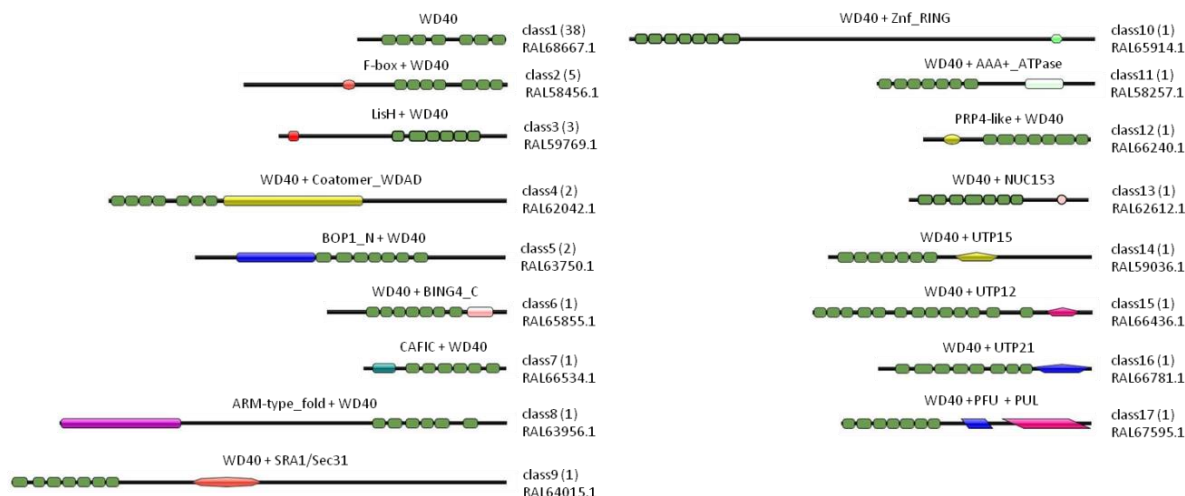 WD40
class1 (38)
RAL68667.1
F-box + WD40
class2 (5)
RAL58456.1
LisH + WD40
class3 (3)
RAL59769.1
WD40 + Coatomer_WDAD
class4 (2)
RAL62042.1
BOP1_N + WD40
class5 (2)
RAL63750.1
WD40 + BING4_C
class6 (1)
RAL65855.1
CAFIC + WD40
class7 (1)
RAL66534.1
ARM-type_fold + WD40
class8 (1)
RAL63956.1
WD40 + SRA1/Sec31
class9 (1)
RAL64015.1
WD40 + Znf_RING
class10 (1)
RAL65914.1
WD40 + AAA+_ATPase
class11 (1)
RAL58257.1
PRP4-like + WD40
class12 (1)
RAL66240.1
WD40 + NUC153
class13 (1)
RAL62612.1
WD40 + UTP15
class14 (1)
RAL59036.1
WD40 + UTP12
class15 (1)
RAL66436.1
WD40 + UTP21
class16 (1)
RAL66781.1
WD40 +PFU + PUL
class17 (1)
RAL67595.1